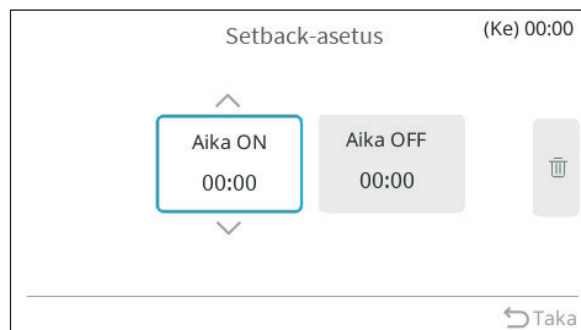 Setback-asetus
(Ke) 00:00
Aika ON
00:00
Aika OFF
00:00
Taka